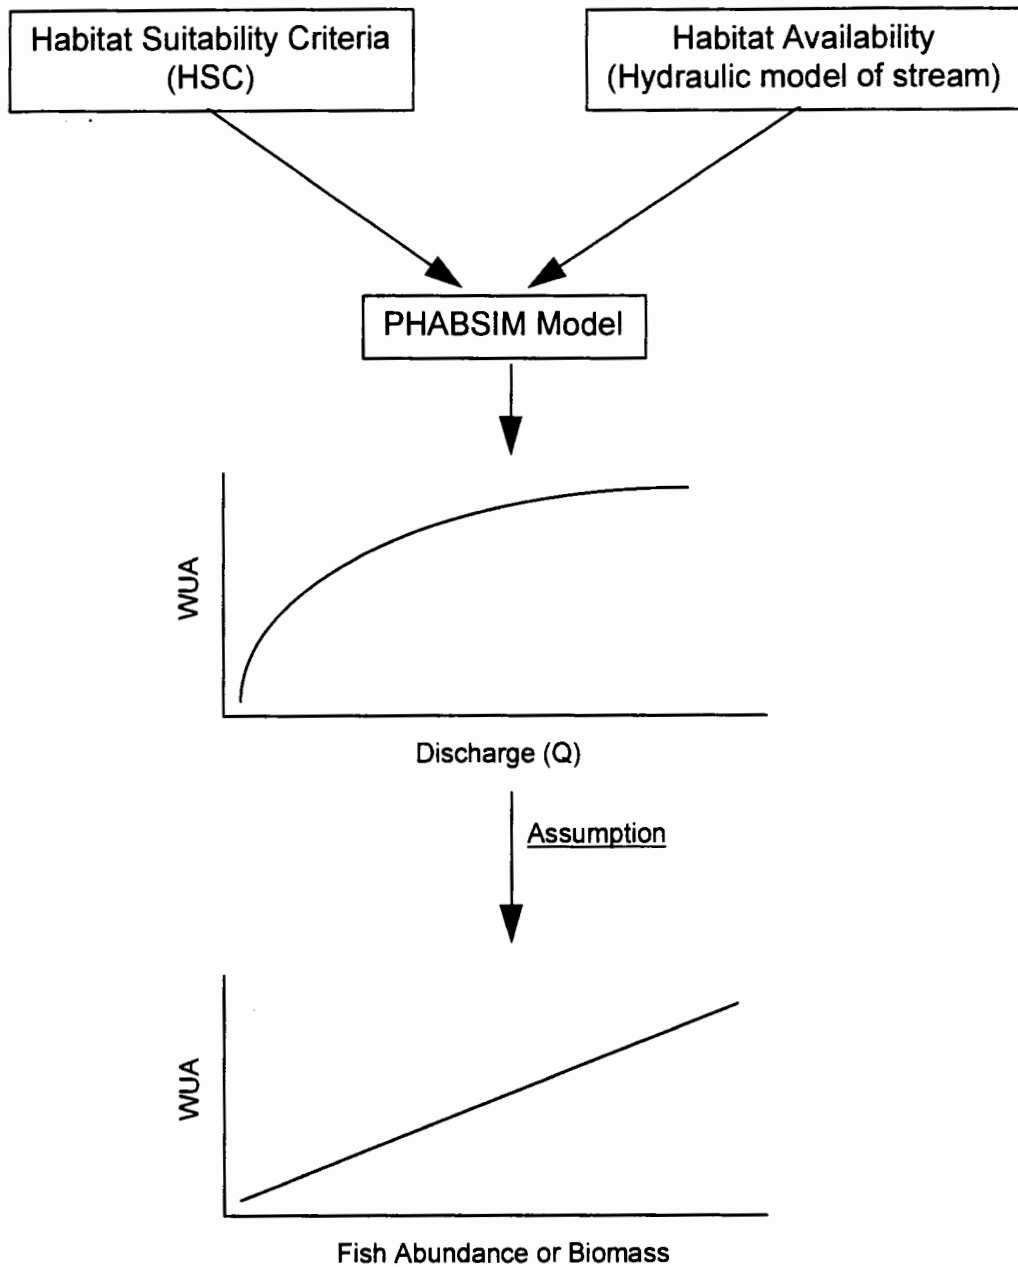 Habitat Suitability Criteria
(HSC)
Habitat Availability
(Hydraulic model of stream)
PHABSIM Model
WUA
Discharge (Q)
Assumption
WUA
Fish Abundance or Biomass